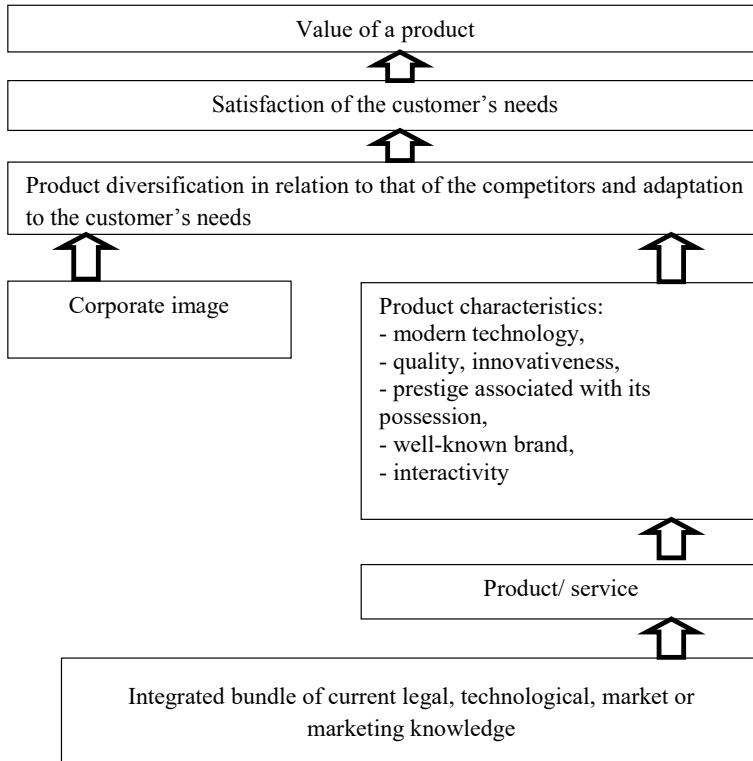 Value of a product
Satisfaction of the customer’s needs
Product diversification in relation to that of the competitors and adaptation
to the customer’s needs
Corporate image
Product characteristics:
- modern technology,
- quality, innovativeness,
- prestige associated with its
possession,
- well-known brand,
- interactivity
Product/ service
Integrated bundle of current legal, technological, market or
marketing knowledge